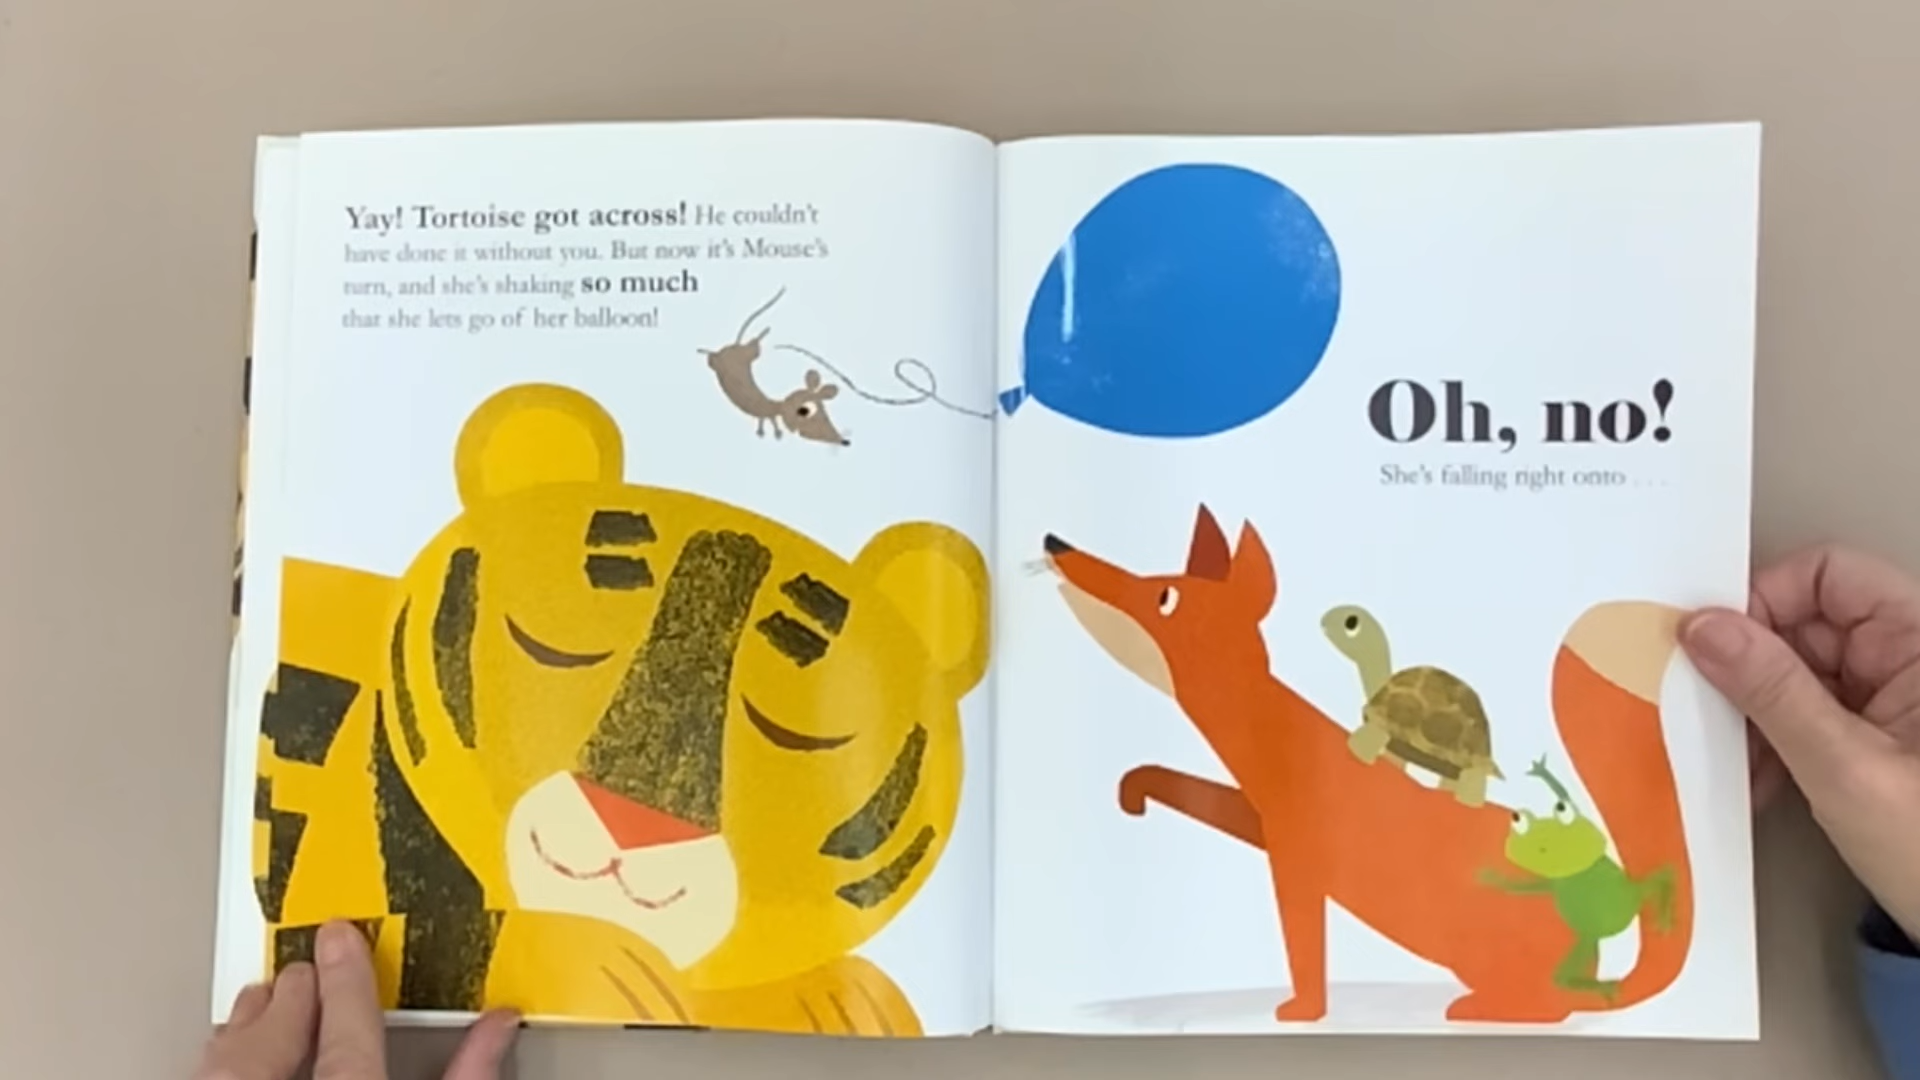 Yay! Tortoise got across! He couldn't
have done it without you. But now it's Mouse's
turn, and she's shaking so much
that she lets go of her balloon!
Oh, no!
She's falling right onto . . .